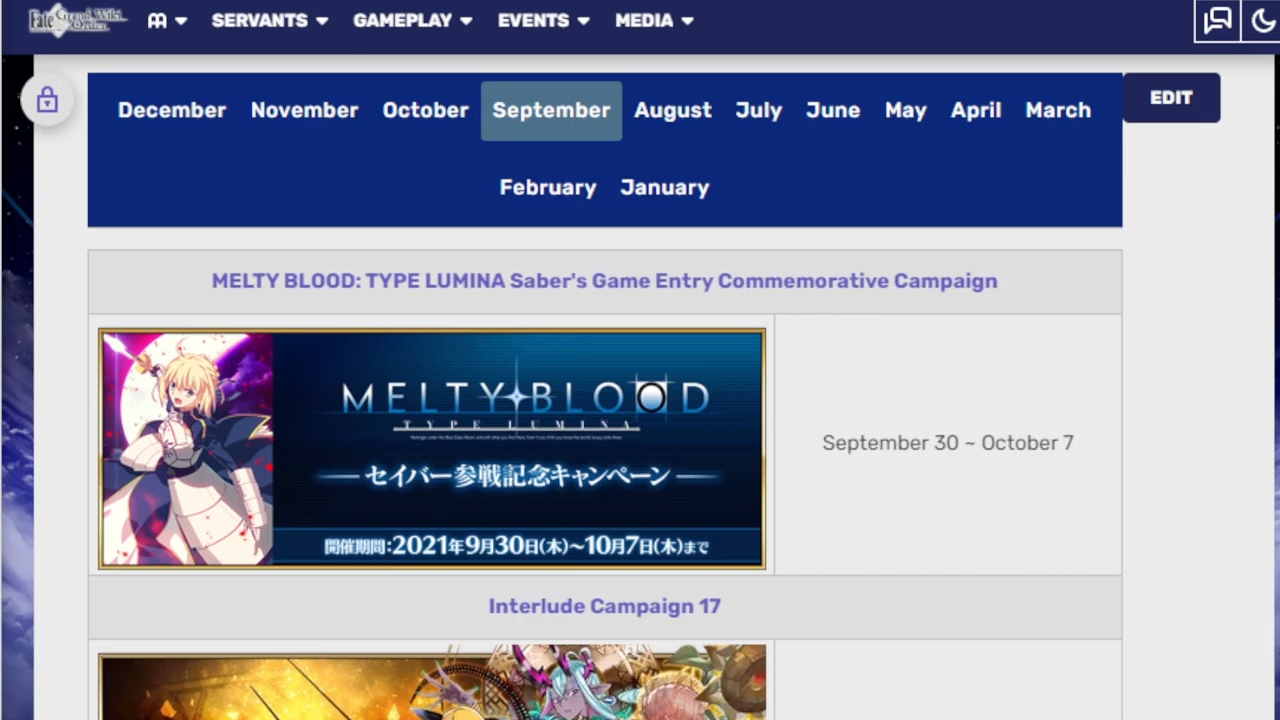 Fate Grand Order Wiki
SERVANTS GAMEPLAY EVENTS MEDIA
December November October September August July June May April March
EDIT
February January
MELTY BLOOD: TYPE LUMINA Saber's Game Entry Commemorative Campaign
MELTY BLOOD
TYPE LUMINA
セイバー参戦記念キャンペーン
開催期間:2021年9月30日(木)~10月7日(木)まで
September 30 ~ October 7
Interlude Campaign 17